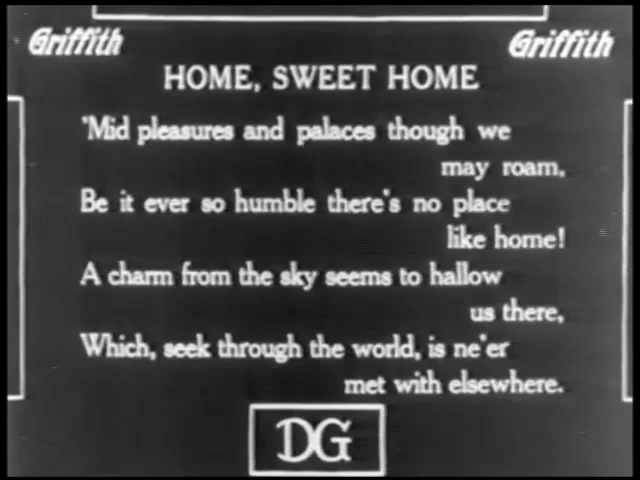 Griffith Griffith
HOME, SWEET HOME
'Mid pleasures and palaces though we
may roam,
Be it ever so humble there's no place
like home!
A charm from the sky seems to hallow
us there,
Which, seek through the world, is ne'er
met with elsewhere.
DG